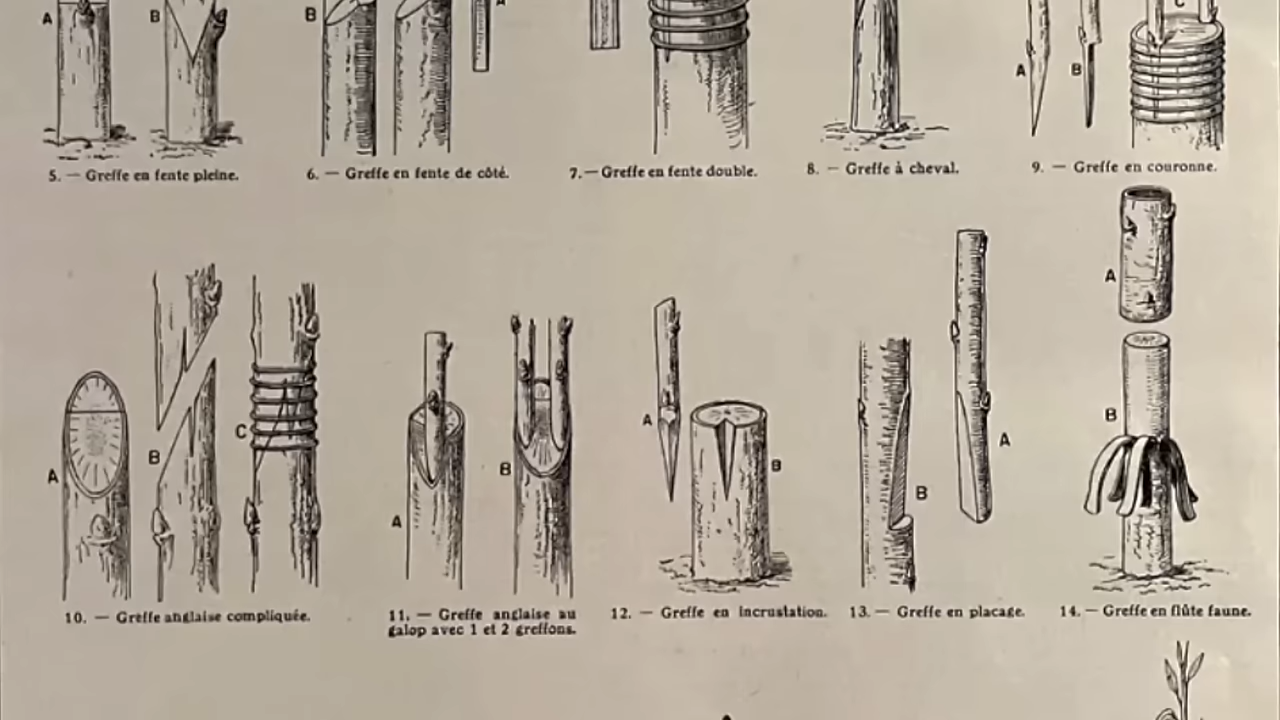 A
B
B
A
A
B
C
5. — Greffe en fente pleine.
6. — Greffe en fente de côté.
7. — Greffe en fente double.
8. — Greffe à cheval.
9. — Greffe en couronne.
A
B
C
A
B
A
B
A
B
A
A
B
10. — Greffe anglaise compliquée.
11. — Greffe anglaise au
galop avec 1 et 2 greffons.
12. — Greffe en incrustation.
13. — Greffe en placage.
14. — Greffe en flûte faune.